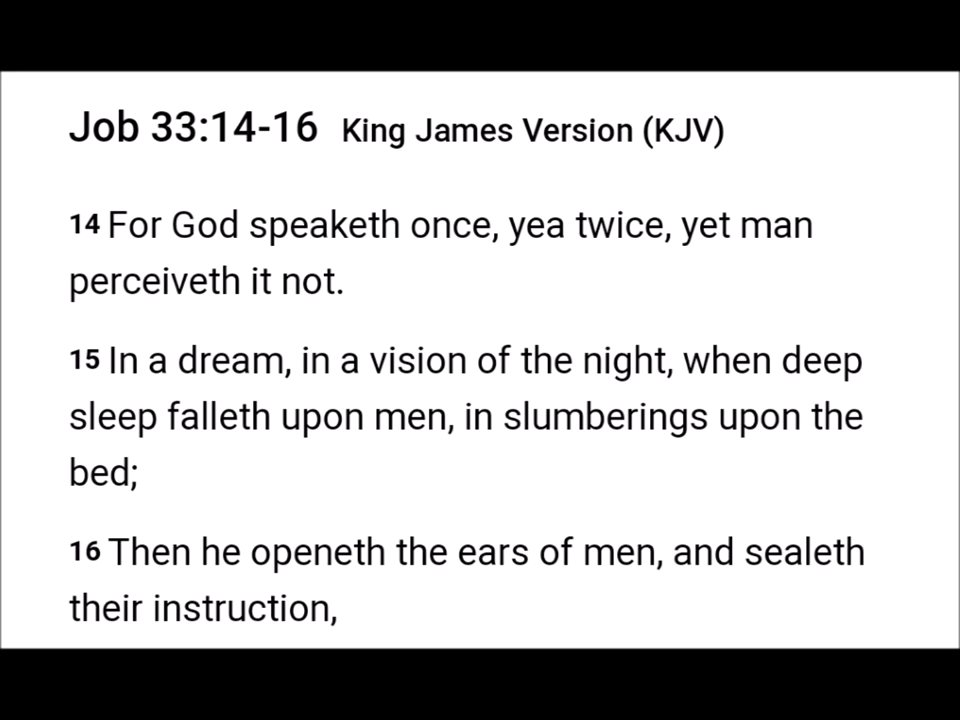 Job 33:14-16 King James Version (KJV)
14 For God speaketh once, yea twice, yet man
perceiveth it not.
15 In a dream, in a vision of the night, when deep
sleep falleth upon men, in slumberings upon the
bed;
16 Then he openeth the ears of men, and sealeth
their instruction,